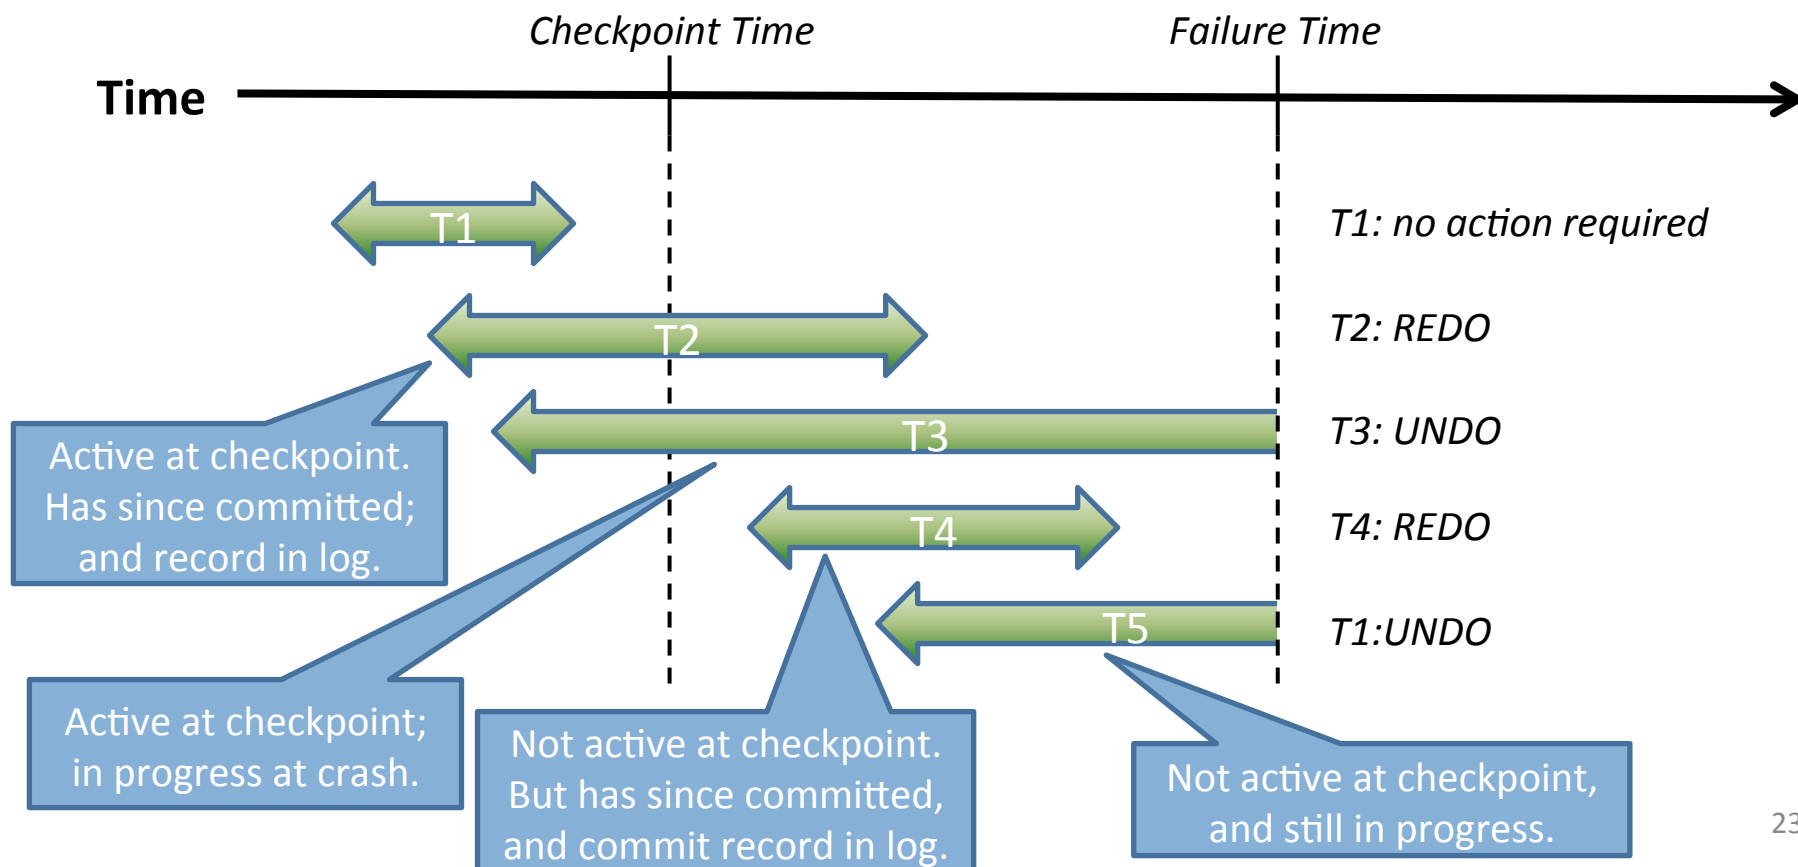 Checkpoint Time
Failure Time
Time
T1
T1: no action required
T2
T2: REDO
T3
T3: UNDO
T4
T4: REDO
T5
T1:UNDO
Active at checkpoint.
Has since committed;
and record in log.
Active at checkpoint;
in progress at crash.
Not active at checkpoint.
But has since committed,
and commit record in log.
Not active at checkpoint,
and still in progress.
23